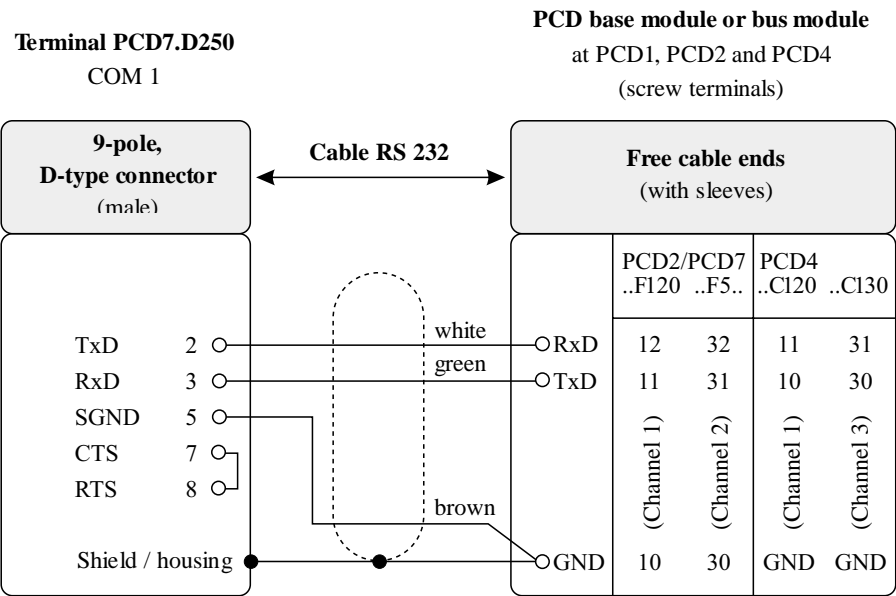 Terminal PCD7.D250
COM 1
PCD base module or bus module
at PCD1, PCD2 and PCD4
(screw terminals)
9-pole,
D-type connector
(male)
Cable RS 232
Free cable ends
(with sleeves)
PCD2/PCD7 PCD4
..F120 ..F5.. ..C120 ..C130
TxD 2 white RxD 12 32 11 31
RxD 3 green TxD 11 31 10 30
SGND 5
CTS 7
RTS 8
(Channel 1) (Channel 2) (Channel 1) (Channel 3)
brown
Shield / housing GND 10 30 GND GND